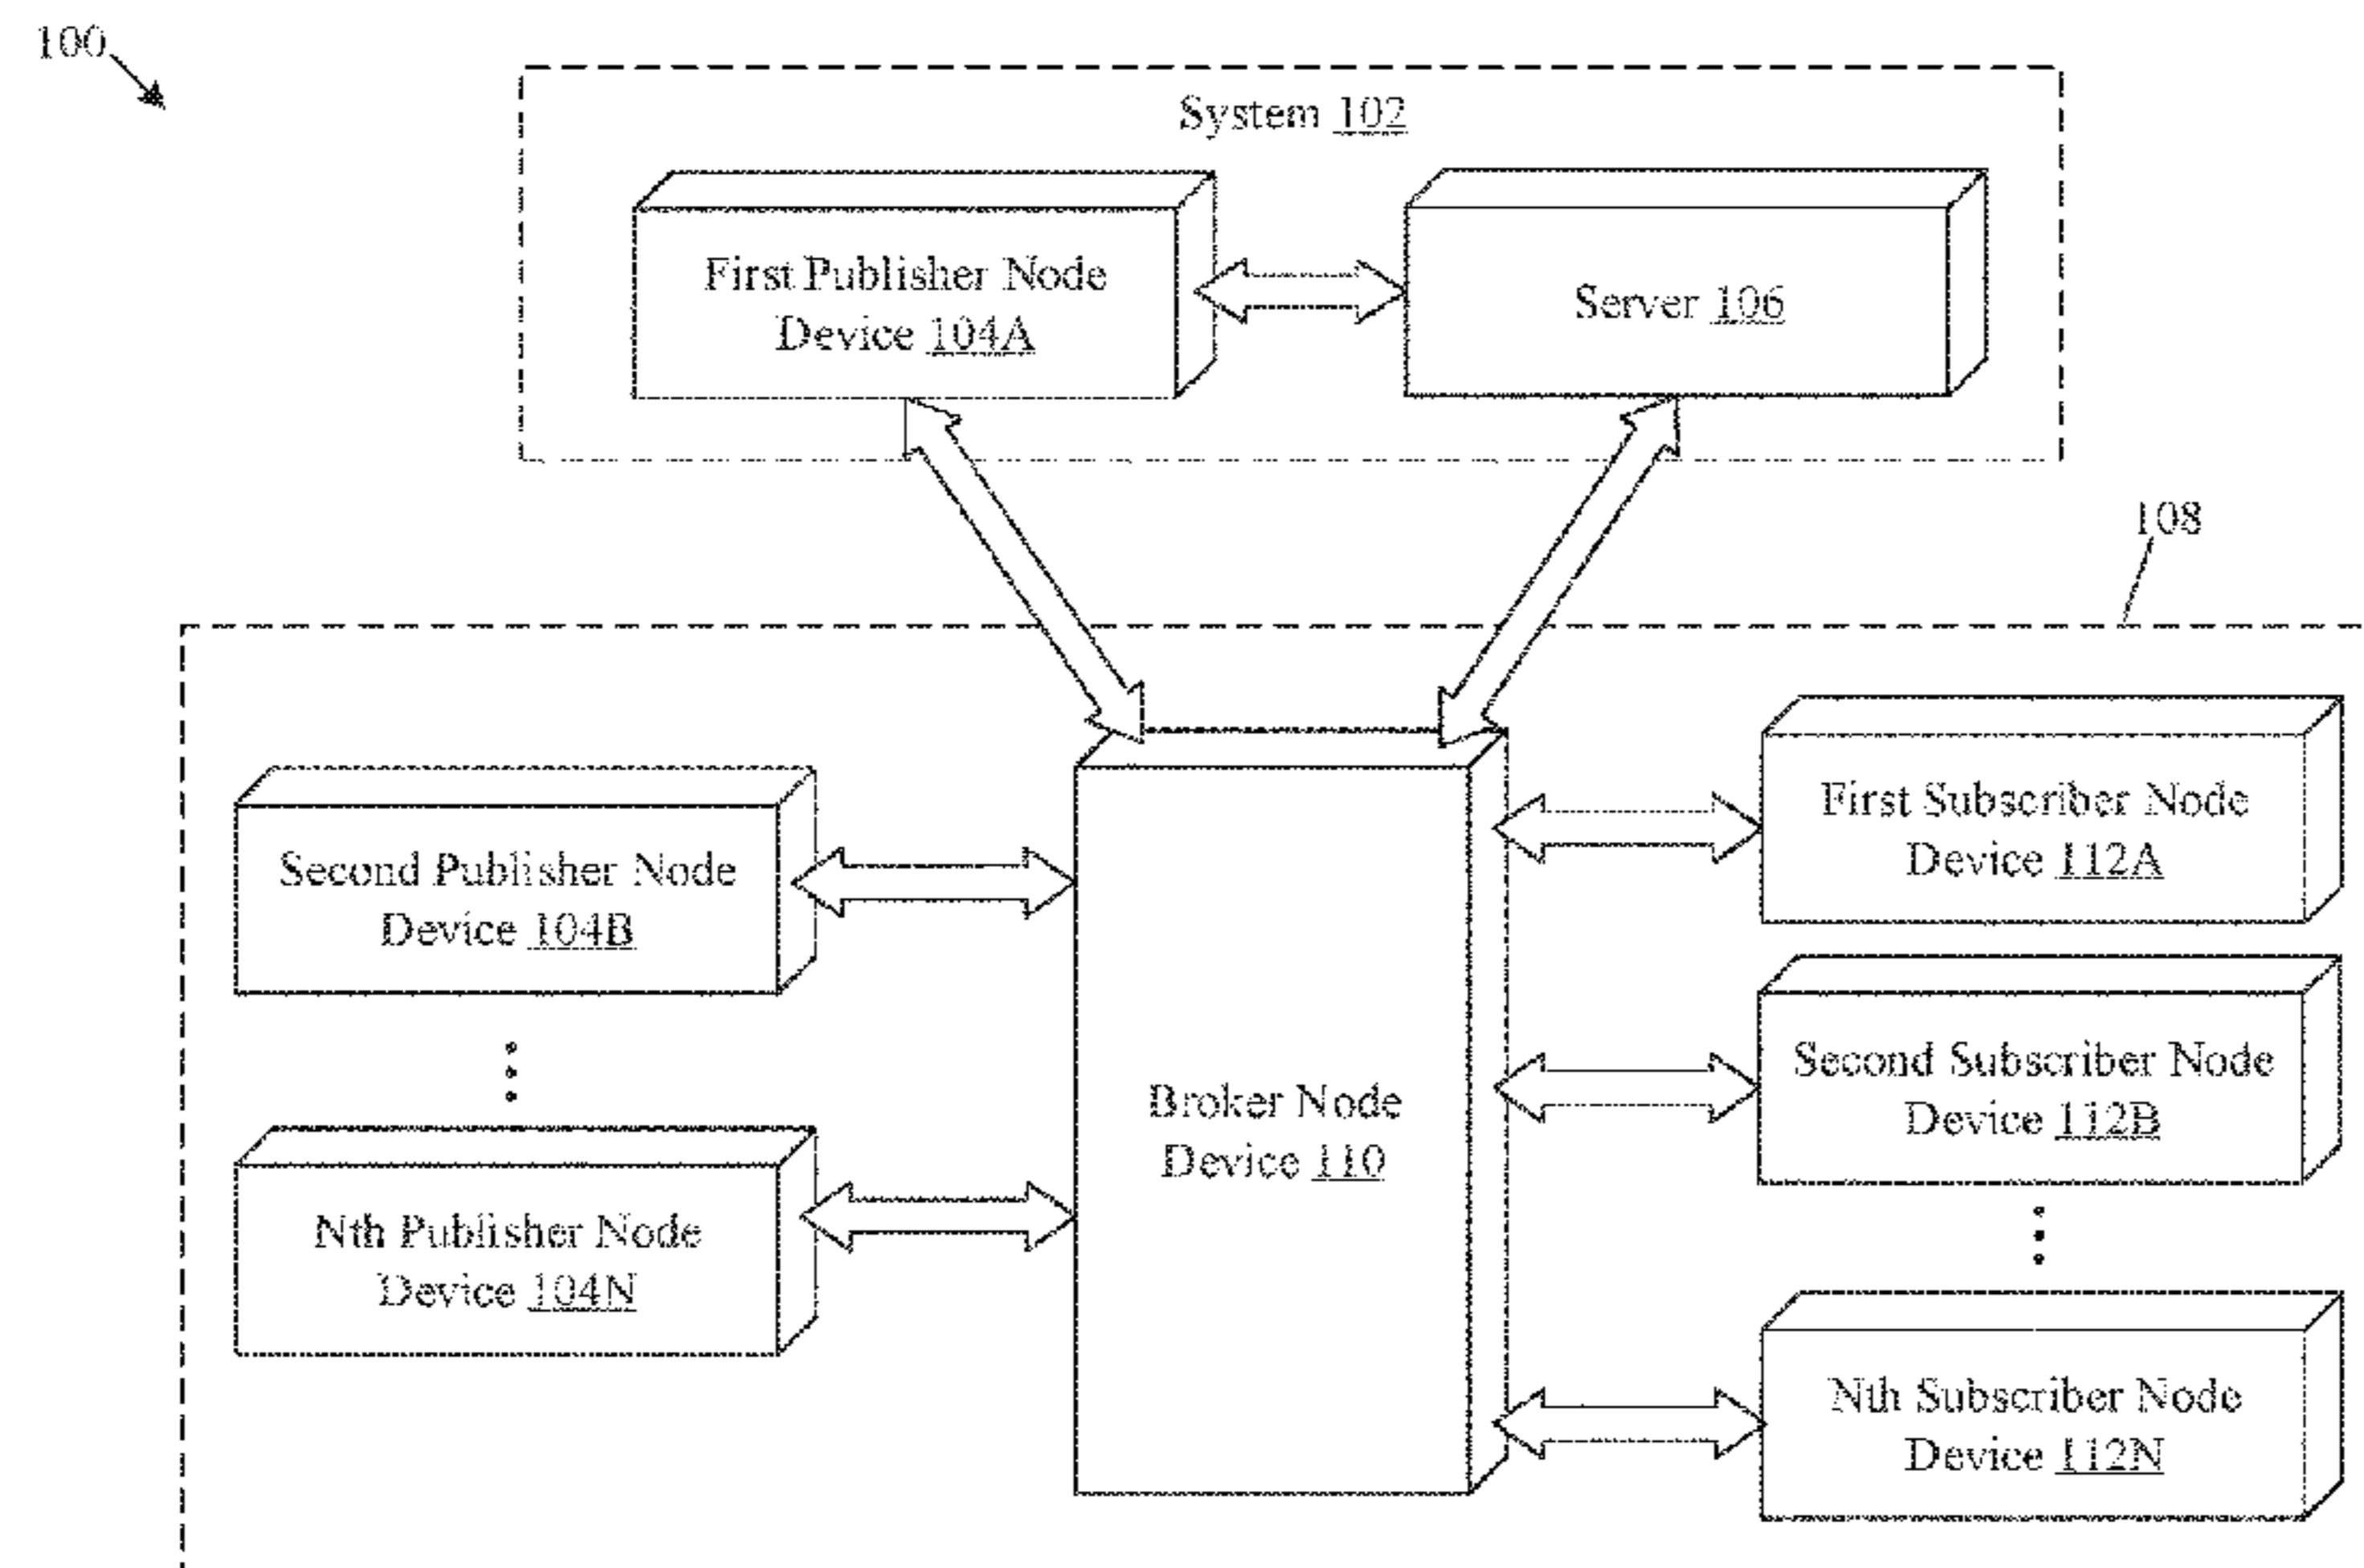 100
System 102
First Publisher Node
Device 104A
Server 106
108
Second Publisher Node
Device 104B
Nth Publisher Node
Device 104N
Broker Node
Device 110
First Subscriber Node
Device 112A
Second Subscriber Node
Device 112B
Nth Subscriber Node
Device 112N